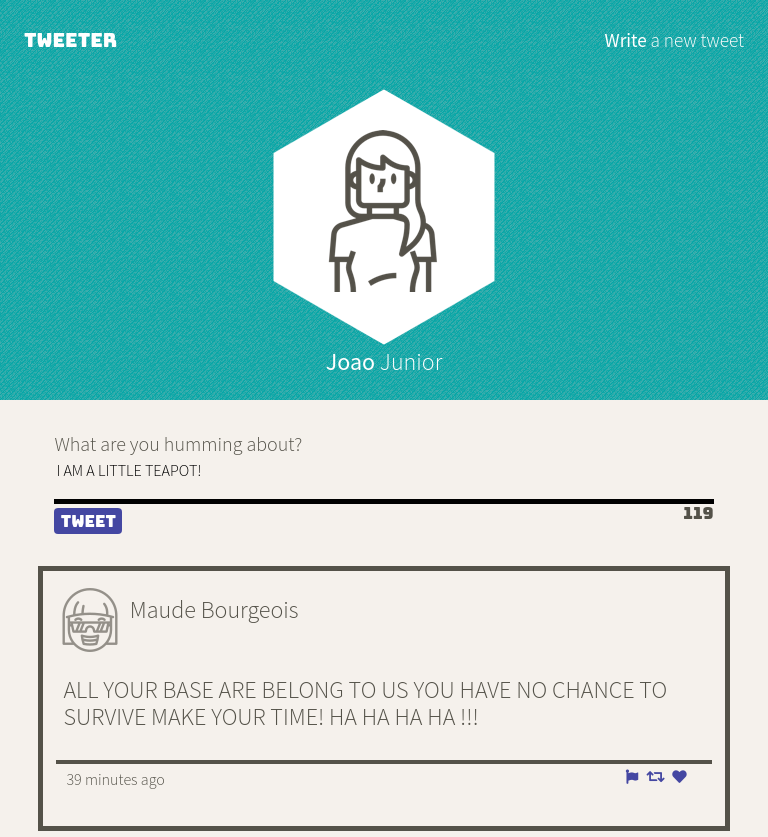 TWEETER
Write a new tweet
Joao Junior
What are you humming about?
I AM A LITTLE TEAPOT!
TWEET
119
Maude Bourgeois
ALL YOUR BASE ARE BELONG TO US YOU HAVE NO CHANCE TO
SURVIVE MAKE YOUR TIME! HA HA HA HA !!!
39 minutes ago